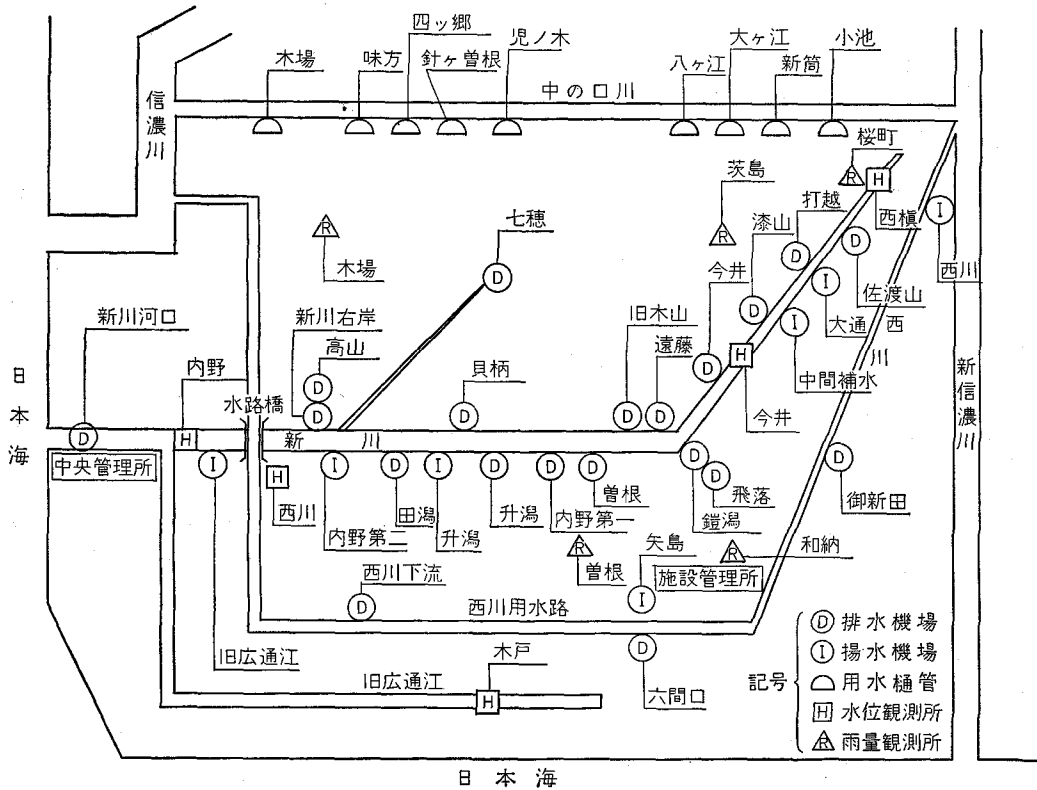 四ッ郷
児ノ木
大ヶ江
小池
木場
味方
針ヶ曽根
八ヶ江
新筒
中の口川
信濃川
桜町
H
茨島
打越
西槇
I
七穂
漆山
D
木場
今井
西川
佐渡山
新川河口
新川右岸
旧木山
大通
西川
高山
遠藤
中間補水
内野
貝柄
新信濃川
日本海
水路橋
今井
新川
中央管理所
西川
田潟
升潟
曽根
飛落
御新田
内野第二
升潟
内野第一
鎧潟
矢島
和納
曽根
施設管理所
西川下流
西川用水路
記号
D 排水機場
I 揚水機場
用水樋管
H 水位観測所
R 雨量観測所
旧広通江
木戸
旧広通江
六間口
日本海